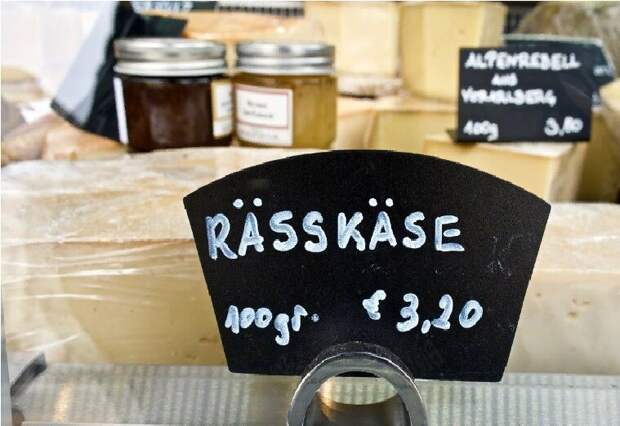 ALPENREBELL
aus
VORARLBERG
100g 3,80
RÄSSKÄSE
100gr. € 3,20